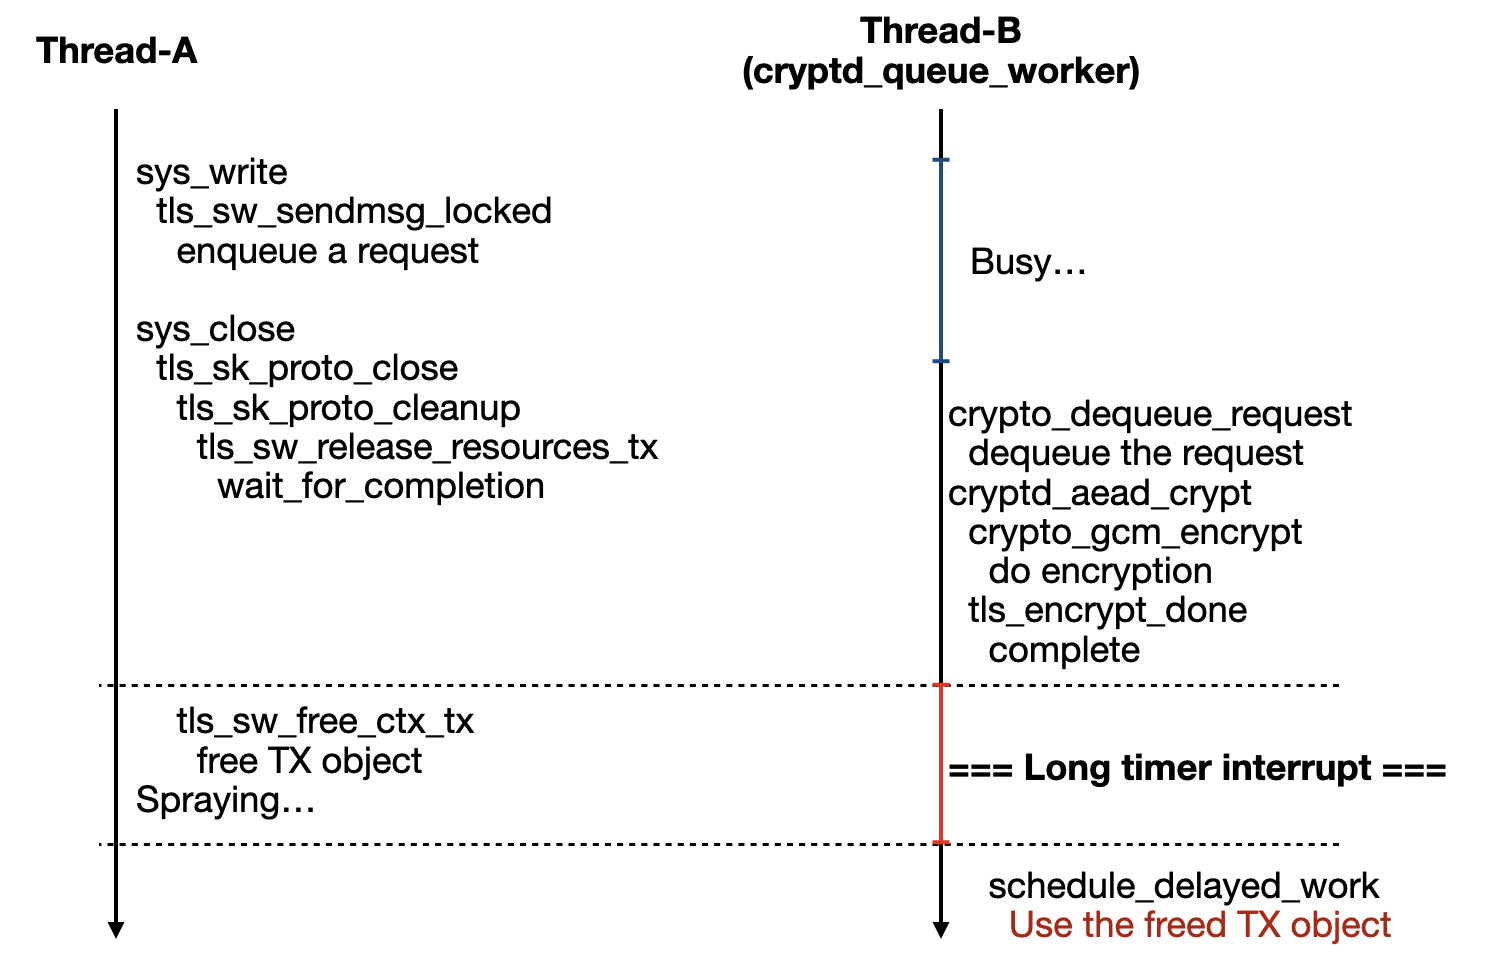 Thread-A
Thread-B
(cryptd_queue_worker)
sys_write
tls_sw_sendmsg_locked
enqueue a request
Busy…
sys_close
tls_sk_proto_close
tls_sk_proto_cleanup
tls_sw_release_resources_tx
wait_for_completion
crypto_dequeue_request
dequeue the request
cryptd_aead_crypt
crypto_gcm_encrypt
do encryption
tls_encrypt_done
complete
tls_sw_free_ctx_tx
free TX object
Spraying…
=== Long timer interrupt ===
schedule_delayed_work
Use the freed TX object